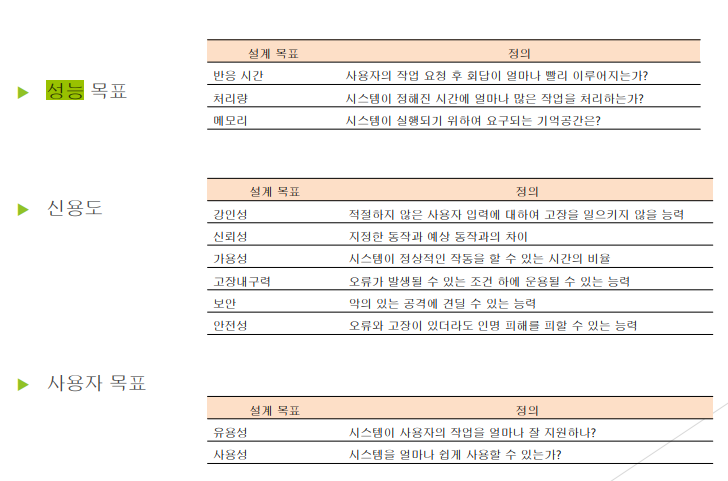 성능 목표
설계 목표 정의
반응 시간 사용자의 작업 요청 후 회답이 얼마나 빨리 이루어지는가?
처리량 시스템이 정해진 시간에 얼마나 많은 작업을 처리하는가?
메모리 시스템이 실행되기 위하여 요구되는 기억공간은?
신용도
설계 목표 정의
강인성 적절하지 않은 사용자 입력에 대하여 고장을 일으키지 않을 능력
신뢰성 지정한 동작과 예상 동작과의 차이
가용성 시스템이 정상적인 작동을 할 수 있는 시간의 비율
고장내구력 오류가 발생될 수 있는 조건 하에 운용될 수 있는 능력
보안 악의 있는 공격에 견딜 수 있는 능력
안전성 오류와 고장이 있더라도 인명 피해를 피할 수 있는 능력
사용자 목표
설계 목표 정의
유용성 시스템이 사용자의 작업을 얼마나 잘 지원하나?
사용성 시스템을 얼마나 쉽게 사용할 수 있는가?